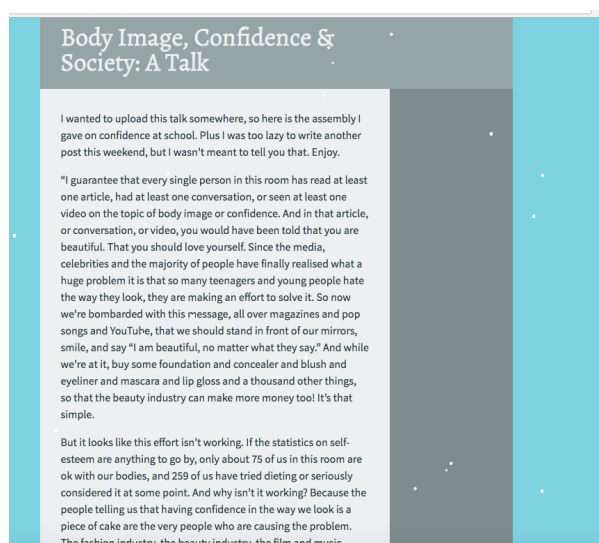 Body Image, Confidence &
Society: A Talk
I wanted to upload this talk somewhere, so here is the assembly I
gave on confidence at school. Plus I was too lazy to write another
post this weekend, but I wasn't meant to tell you that. Enjoy.
“I guarantee that every single person in this room has read at least
one article, had at least one conversation, or seen at least one
video on the topic of body image or confidence. And in that article,
or conversation, or video, you would have been told that you are
beautiful. That you should love yourself. Since the media,
celebrities and the majority of people have finally realised what a
huge problem it is that so many teenagers and young people hate
the way they look, they are making an effort to solve it. So now
we're bombarded with this message, all over magazines and pop
songs and YouTube, that we should stand in front of our mirrors,
smile, and say “I am beautiful, no matter what they say.” And while
we're at it, buy some foundation and concealer and blush and
eyeliner and mascara and lip gloss and a thousand other things,
so that the beauty industry can make more money too! It's that
simple.
But it looks like this effort isn't working. If the statistics on self-
esteem are anything to go by, only about 75 of us in this room are
ok with our bodies, and 259 of us have tried dieting or seriously
considered it at some point. And why isn't it working? Because the
people telling us that having confidence in the way we look is a
piece of cake are the very people who are causing the problem.
The fashion industry, the beauty industry, the film and music